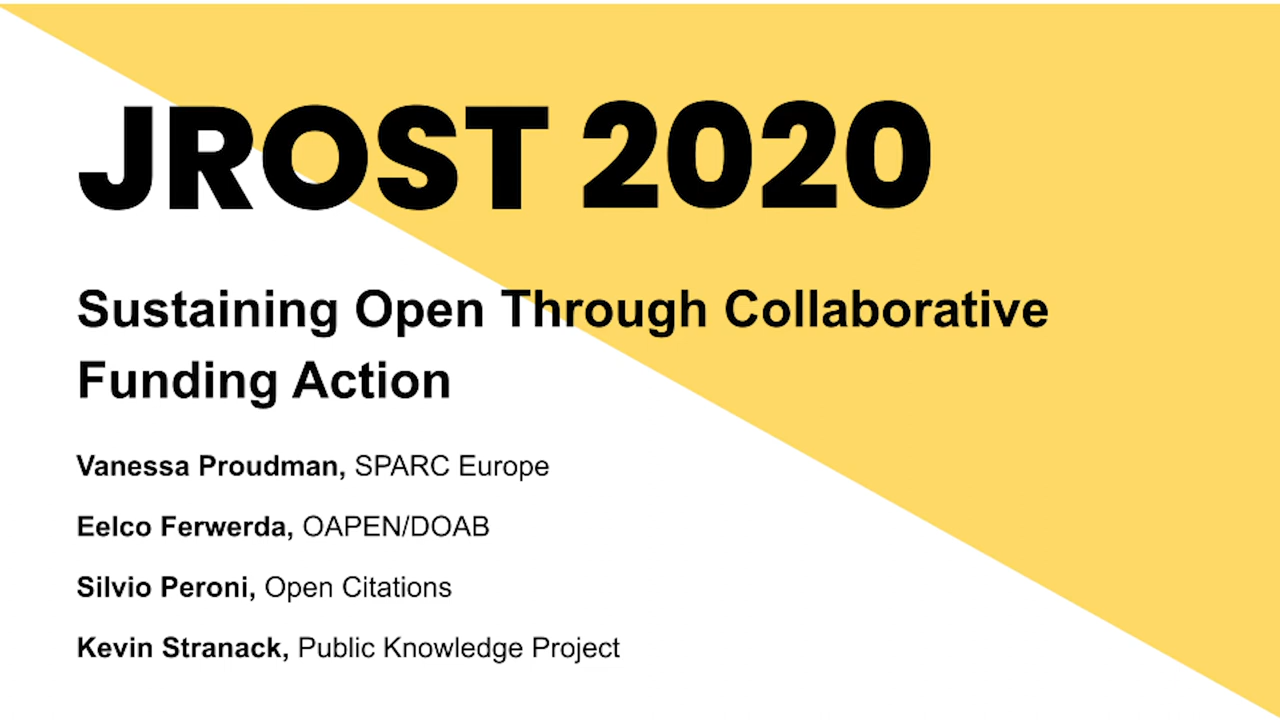 JROST 2020
Sustaining Open Through Collaborative
Funding Action
Vanessa Proudman, SPARC Europe
Eelco Ferwerda, OAPEN/DOAB
Silvio Peroni, Open Citations
Kevin Stranack, Public Knowledge Project